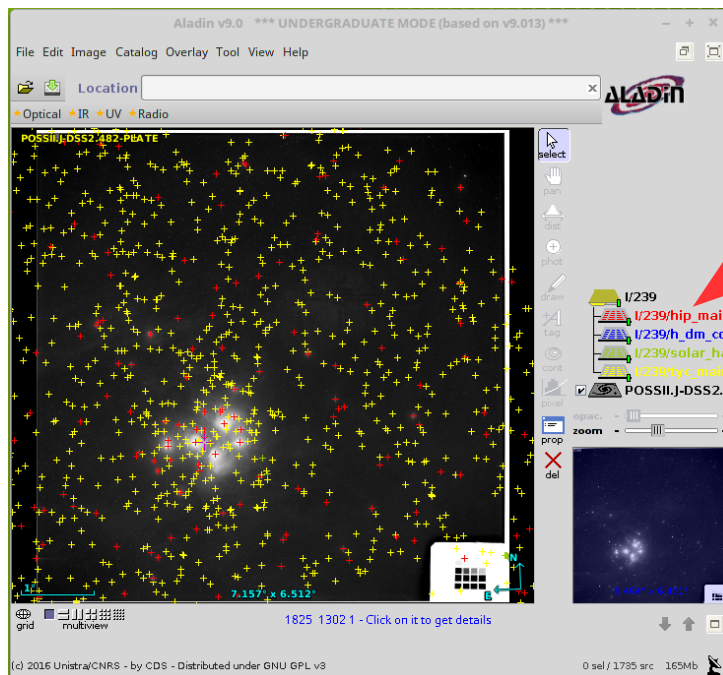 Aladin v9.0 *** UNDERGRADUATE MODE (based on v9.013) ***
File Edit Image Catalog Overlay Tool View Help
Location
ALADIN
Optical IR UV Radio
POSSII.J-DSS2.482-PLATE
select
pan
dist
phot
draw
tag
cont
pixel
prop
del
I/239
I/239/hip_mai
I/239/h_dm_co
I/239/solar_ha
I/239/tyc_main
POSSII.J-DSS2.
opac. -
zoom -
1°
7.157° x 6.512°
N
E
grid
multiview
1825 1302 1 - Click on it to get details
(c) 2016 Unistra/CNRS - by CDS - Distributed under GNU GPL v3
0 sel / 1735 src 165Mb